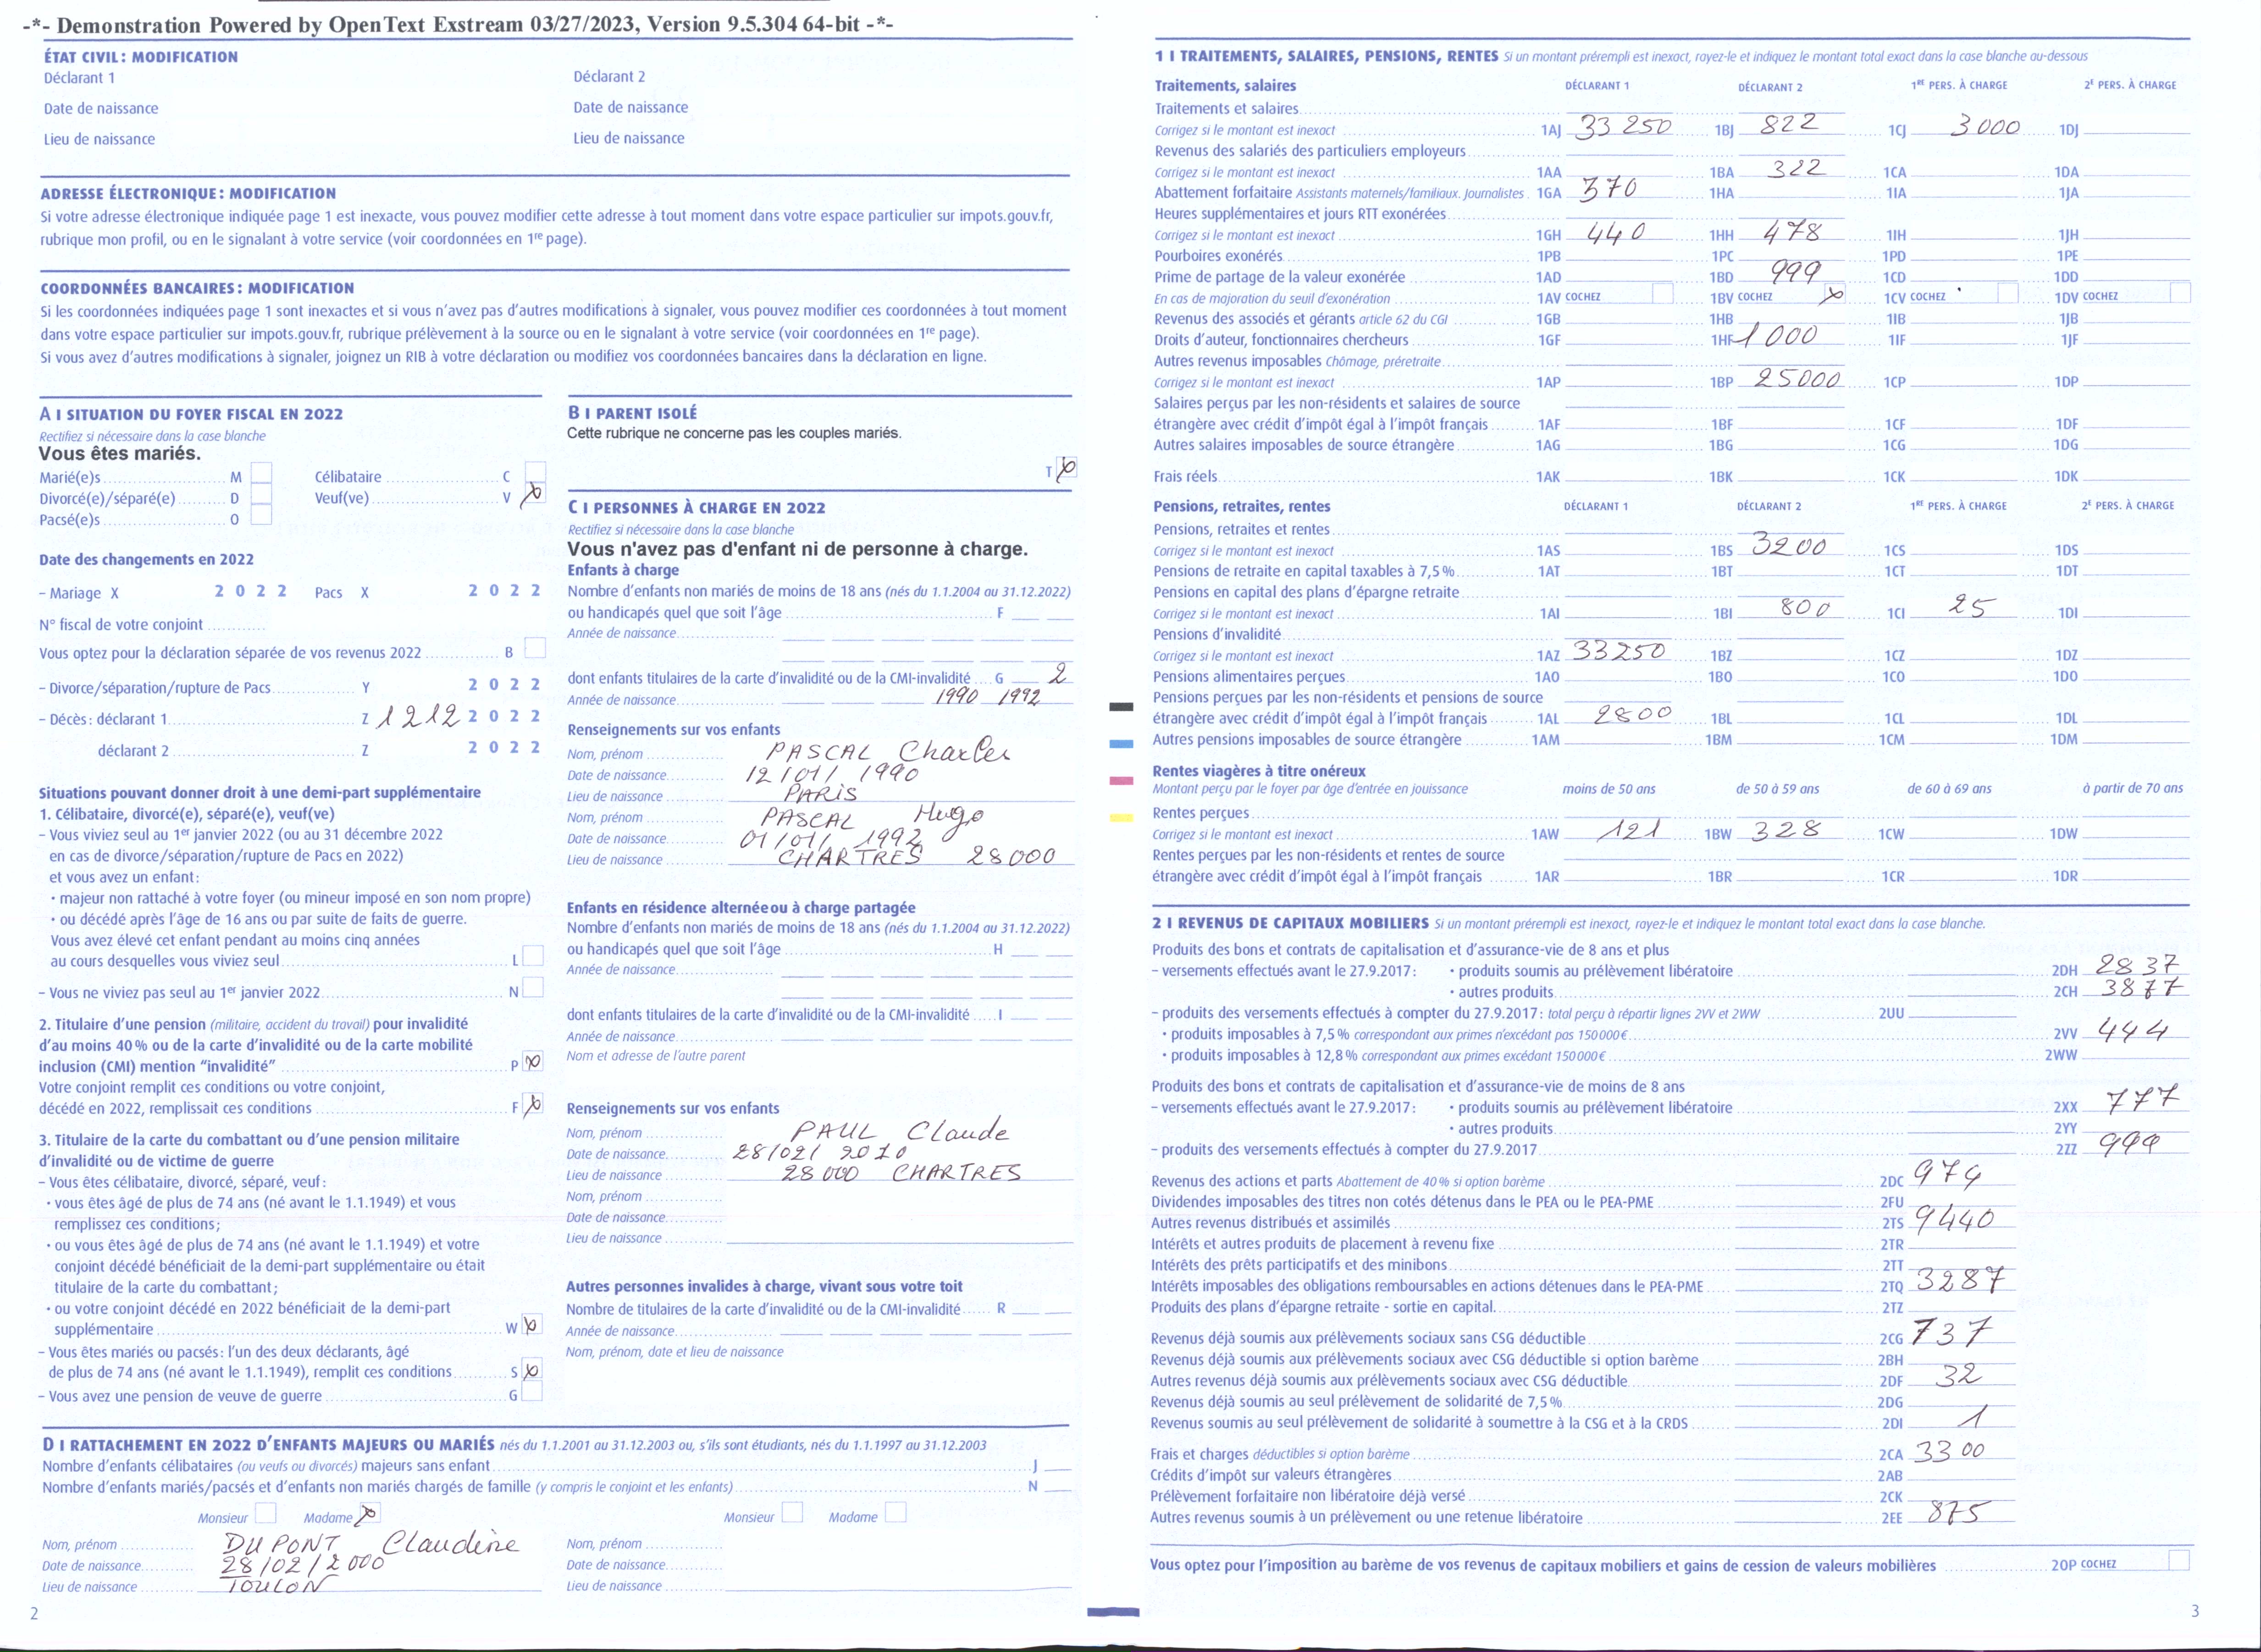 -*- Demonstration Powered by OpenText Exstream 03/27/2023, Version 9.5.304 64-bit -*-
ÉTAT CIVIL : MODIFICATION
Déclarant 1 Déclarant 2
Date de naissance Date de naissance
Lieu de naissance Lieu de naissance
ADRESSE ÉLECTRONIQUE : MODIFICATION
Si votre adresse électronique indiquée page 1 est inexacte, vous pouvez modifier cette adresse à tout moment dans votre espace particulier sur impots.gouv.fr,
rubrique mon profil, ou en le signalant à votre service (voir coordonnées en 1re page).
COORDONNÉES BANCAIRES : MODIFICATION
Si les coordonnées indiquées page 1 sont inexactes et si vous n'avez pas d'autres modifications à signaler, vous pouvez modifier ces coordonnées à tout moment
dans votre espace particulier sur impots.gouv.fr, rubrique prélèvement à la source ou en le signalant à votre service (voir coordonnées en 1re page).
Si vous avez d'autres modifications à signaler, joignez un RIB à votre déclaration ou modifiez vos coordonnées bancaires dans la déclaration en ligne.
A I SITUATION DU FOYER FISCAL EN 2022
Rectifiez si nécessaire dans la case blanche
Vous êtes mariés.
Marié(e)s M Célibataire C
Divorcé(e)/séparé(e) D Veuf(ve) V X
Pacsé(e)s O
Date des changements en 2022
– Mariage X 2 0 2 2 Pacs X 2 0 2 2
N° fiscal de votre conjoint
Vous optez pour la déclaration séparée de vos revenus 2022 B
– Divorce/séparation/rupture de Pacs Y 2 0 2 2
– Décès : déclarant 1 Z 1212 2 0 2 2
déclarant 2 Z 2 0 2 2
Situations pouvant donner droit à une demi-part supplémentaire
1. Célibataire, divorcé(e), séparé(e), veuf(ve)
– Vous viviez seul au 1er janvier 2022 (ou au 31 décembre 2022
en cas de divorce/séparation/rupture de Pacs en 2022)
et vous avez un enfant :
• majeur non rattaché à votre foyer (ou mineur imposé en son nom propre)
• ou décédé après l'âge de 16 ans ou par suite de faits de guerre.
Vous avez élevé cet enfant pendant au moins cinq années
au cours desquelles vous viviez seul L
– Vous ne viviez pas seul au 1er janvier 2022 N
2. Titulaire d'une pension (militaire, accident du travail) pour invalidité
d'au moins 40 % ou de la carte d'invalidité ou de la carte mobilité
inclusion (CMI) mention "invalidité" P X
Votre conjoint remplit ces conditions ou votre conjoint,
décédé en 2022, remplissait ces conditions F X
3. Titulaire de la carte du combattant ou d'une pension militaire
d'invalidité ou de victime de guerre
– Vous êtes célibataire, divorcé, séparé, veuf :
• vous êtes âgé de plus de 74 ans (né avant le 1.1.1949) et vous
remplissez ces conditions ;
• ou vous êtes âgé de plus de 74 ans (né avant le 1.1.1949) et votre
conjoint décédé bénéficiait de la demi-part supplémentaire ou était
titulaire de la carte du combattant ;
• ou votre conjoint décédé en 2022 bénéficiait de la demi-part
supplémentaire W X
– Vous êtes mariés ou pacsés : l'un des deux déclarants, âgé
de plus de 74 ans (né avant le 1.1.1949), remplit ces conditions S X
– Vous avez une pension de veuve de guerre G
B I PARENT ISOLÉ
Cette rubrique ne concerne pas les couples mariés.
T X
C I PERSONNES À CHARGE EN 2022
Rectifiez si nécessaire dans la case blanche
Vous n'avez pas d'enfant ni de personne à charge.
Enfants à charge
Nombre d'enfants non mariés de moins de 18 ans (nés du 1.1.2004 au 31.12.2022)
ou handicapés quel que soit l'âge F
Année de naissance
dont enfants titulaires de la carte d'invalidité ou de la CMI-invalidité G 2
Année de naissance 1990 1992
Renseignements sur vos enfants
Nom, prénom PASCAL Charles
Date de naissance 12/01/1990
Lieu de naissance PARIS
Nom, prénom PASCAL Hugo
Date de naissance 01/01/1992
Lieu de naissance CHARTRES 28000
Enfants en résidence alternée ou à charge partagée
Nombre d'enfants non mariés de moins de 18 ans (nés du 1.1.2004 au 31.12.2022)
ou handicapés quel que soit l'âge H
Année de naissance
dont enfants titulaires de la carte d'invalidité ou de la CMI-invalidité I
Année de naissance
Nom et adresse de l'autre parent
Renseignements sur vos enfants
Nom, prénom PAUL Claude
Date de naissance 28/02/2010
Lieu de naissance 28000 CHARTRES
Nom, prénom
Date de naissance
Lieu de naissance
Autres personnes invalides à charge, vivant sous votre toit
Nombre de titulaires de la carte d'invalidité ou de la CMI-invalidité R
Année de naissance
Nom, prénom, date et lieu de naissance
D I RATTACHEMENT EN 2022 D'ENFANTS MAJEURS OU MARIÉS nés du 1.1.2001 au 31.12.2003 ou, s'ils sont étudiants, nés du 1.1.1997 au 31.12.2003
Nombre d'enfants célibataires (ou veufs ou divorcés) majeurs sans enfant J
Nombre d'enfants mariés/pacsés et d'enfants non mariés chargés de famille (y compris le conjoint et les enfants) N
Monsieur Madame X Monsieur Madame
Nom, prénom DUPONT Claudine Nom, prénom
Date de naissance 28/02/2000 Date de naissance
Lieu de naissance TOULON Lieu de naissance
2
1 I TRAITEMENTS, SALAIRES, PENSIONS, RENTES Si un montant prérempli est inexact, rayez-le et indiquez le montant total exact dans la case blanche au-dessous
Traitements, salaires DÉCLARANT 1 DÉCLARANT 2 1RE PERS. À CHARGE 2E PERS. À CHARGE
Traitements et salaires
Corrigez si le montant est inexact 1AJ 33 250 1BJ 822 1CJ 3000 1DJ
Revenus des salariés des particuliers employeurs
Corrigez si le montant est inexact 1AA 1BA 322 1CA 1DA
Abattement forfaitaire Assistants maternels/familiaux. Journalistes 1GA 370 1HA 1IA 1JA
Heures supplémentaires et jours RTT exonérées
Corrigez si le montant est inexact 1GH 440 1HH 478 1IH 1JH
Pourboires exonérés 1PB 1PC 1PD 1PE
Prime de partage de la valeur exonérée 1AD 1BD 999 1CD 1DD
En cas de majoration du seuil d'exonération 1AV COCHEZ 1BV COCHEZ X 1CV COCHEZ 1DV COCHEZ
Revenus des associés et gérants article 62 du CGI 1GB 1HB 1IB 1JB
Droits d'auteur, fonctionnaires chercheurs 1GF 1HF 1000 1IF 1JF
Autres revenus imposables Chômage, préretraite
Corrigez si le montant est inexact 1AP 1BP 25000 1CP 1DP
Salaires perçus par les non-résidents et salaires de source
étrangère avec crédit d'impôt égal à l'impôt français 1AF 1BF 1CF 1DF
Autres salaires imposables de source étrangère 1AG 1BG 1CG 1DG
Frais réels 1AK 1BK 1CK 1DK
Pensions, retraites, rentes DÉCLARANT 1 DÉCLARANT 2 1RE PERS. À CHARGE 2E PERS. À CHARGE
Pensions, retraites et rentes
Corrigez si le montant est inexact 1AS 1BS 3200 1CS 1DS
Pensions de retraite en capital taxables à 7,5 % 1AT 1BT 1CT 1DT
Pensions en capital des plans d'épargne retraite
Corrigez si le montant est inexact 1AI 1BI 800 1CI 25 1DI
Pensions d'invalidité
Corrigez si le montant est inexact 1AZ 33250 1BZ 1CZ 1DZ
Pensions alimentaires perçues 1AO 1BO 1CO 1DO
Pensions perçues par les non-résidents et pensions de source
étrangère avec crédit d'impôt égal à l'impôt français 1AL 2800 1BL 1CL 1DL
Autres pensions imposables de source étrangère 1AM 1BM 1CM 1DM
Rentes viagères à titre onéreux
Montant perçu par le foyer par âge d'entrée en jouissance moins de 50 ans de 50 à 59 ans de 60 à 69 ans à partir de 70 ans
Rentes perçues
Corrigez si le montant est inexact 1AW 121 1BW 328 1CW 1DW
Rentes perçues par les non-résidents et rentes de source
étrangère avec crédit d'impôt égal à l'impôt français 1AR 1BR 1CR 1DR
2 I REVENUS DE CAPITAUX MOBILIERS Si un montant prérempli est inexact, rayez-le et indiquez le montant total exact dans la case blanche.
Produits des bons et contrats de capitalisation et d'assurance-vie de 8 ans et plus
– versements effectués avant le 27.9.2017 : • produits soumis au prélèvement libératoire 2DH 2837
• autres produits 2CH 3877
– produits des versements effectués à compter du 27.9.2017 : total perçu à répartir lignes 2VV et 2WW 2UU
• produits imposables à 7,5 % correspondant aux primes n'excédant pas 150 000 € 2VV 444
• produits imposables à 12,8 % correspondant aux primes excédant 150 000 € 2WW
Produits des bons et contrats de capitalisation et d'assurance-vie de moins de 8 ans
– versements effectués avant le 27.9.2017 : • produits soumis au prélèvement libératoire 2XX 777
• autres produits 2YY
– produits des versements effectués à compter du 27.9.2017 2ZZ 999
Revenus des actions et parts Abattement de 40 % si option barème 2DC 974
Dividendes imposables des titres non cotés détenus dans le PEA ou le PEA-PME 2FU
Autres revenus distribués et assimilés 2TS 9440
Intérêts et autres produits de placement à revenu fixe 2TR
Intérêts des prêts participatifs et des minibons 2TT
Intérêts imposables des obligations remboursables en actions détenues dans le PEA-PME 2TQ 3287
Produits des plans d'épargne retraite - sortie en capital 2TZ
Revenus déjà soumis aux prélèvements sociaux sans CSG déductible 2CG 737
Revenus déjà soumis aux prélèvements sociaux avec CSG déductible si option barème 2BH
Autres revenus déjà soumis aux prélèvements sociaux avec CSG déductible 2DF 32
Revenus déjà soumis au seul prélèvement de solidarité de 7,5 % 2DG
Revenus soumis au seul prélèvement de solidarité à soumettre à la CSG et à la CRDS 2DI 1
Frais et charges déductibles si option barème 2CA 3300
Crédits d'impôt sur valeurs étrangères 2AB
Prélèvement forfaitaire non libératoire déjà versé 2CK
Autres revenus soumis à un prélèvement ou une retenue libératoire 2EE 875
Vous optez pour l'imposition au barème de vos revenus de capitaux mobiliers et gains de cession de valeurs mobilières 2OP COCHEZ
3